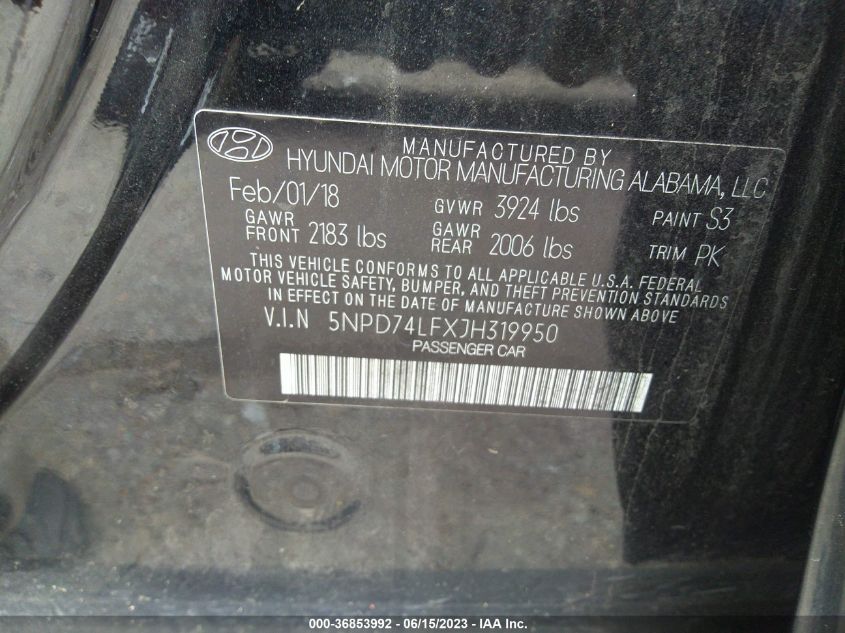 MANUFACTURED BY
HYUNDAI MOTOR MANUFACTURING ALABAMA, LLC
Feb/01/18 GVWR 3924 lbs PAINT S3
GAWR FRONT 2183 lbs GAWR REAR 2006 lbs TRIM PK
THIS VEHICLE CONFORMS TO ALL APPLICABLE U.S.A. FEDERAL
MOTOR VEHICLE SAFETY, BUMPER, AND THEFT PREVENTION STANDARDS
IN EFFECT ON THE DATE OF MANUFACTURE SHOWN ABOVE
V.I.N 5NPD74LFXJH319950
PASSENGER CAR
000-36853992 - 06/15/2023 - IAA Inc.